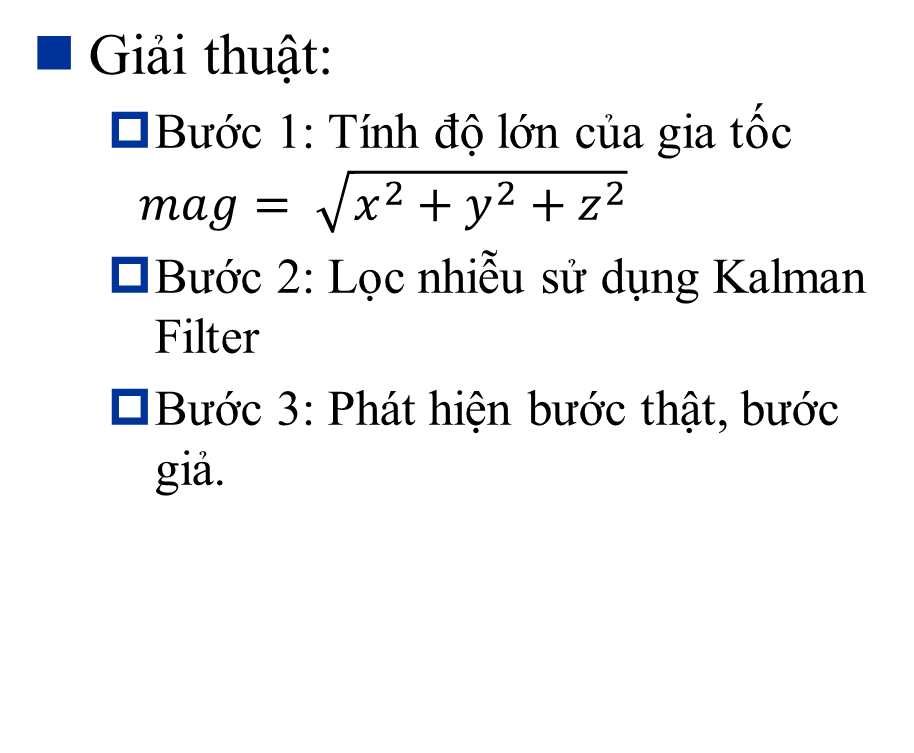 Giải thuật:
Bước 1: Tính độ lớn của gia tốc
mag = √(x² + y² + z²)
Bước 2: Lọc nhiễu sử dụng Kalman
Filter
Bước 3: Phát hiện bước thật, bước
giả.